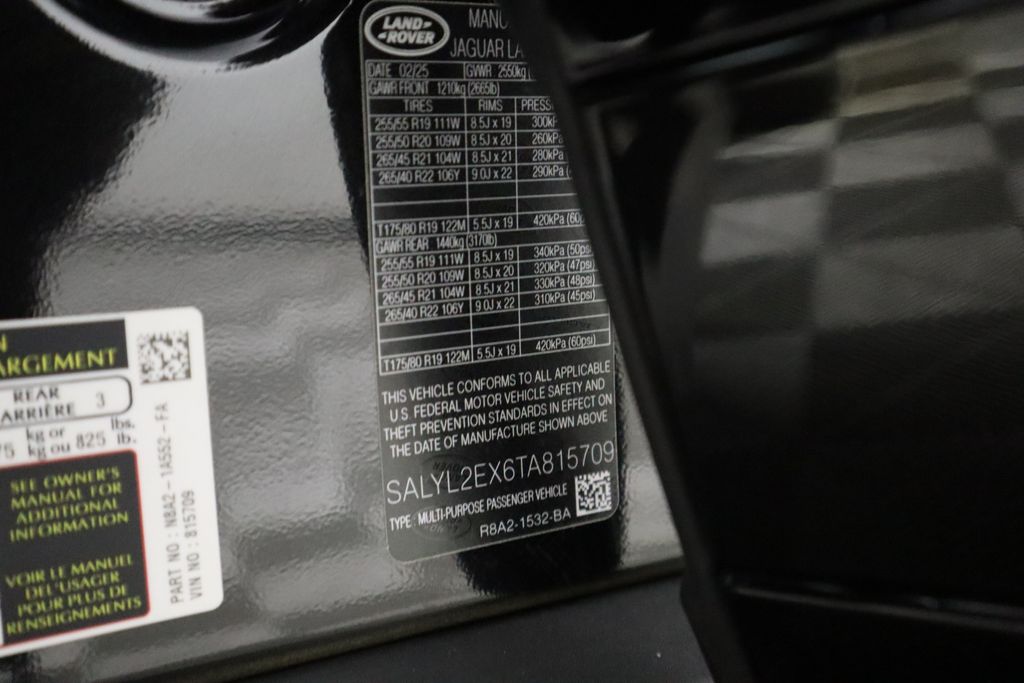 LAND-
-ROVER
JAGUAR LA
DATE 02/25 GVWR 2550kg
GAWR FRONT 1210kg (2665lb)
TIRES RIMS PRESS
255/55 R19 111W 8.5J x 19 300kP
255/50 R20 109W 8.5J x 20 260kPa
265/45 R21 104W 8.5J x 21 280kPa
265/40 R22 106Y 9.0J x 22 290kPa
T175/80 R19 122M 5.5J x 19 420kPa (60
GAWR REAR 1440kg (3170lb)
255/55 R19 111W 8.5J x 19 340kPa (50psi
255/50 R20 109W 8.5J x 20 320kPa (47psi
265/45 R21 104W 8.5J x 21 330kPa (48psi)
265/40 R22 106Y 9.0J x 22 310kPa (45psi)
T175/80 R19 122M 5.5J x 19 420kPa (60psi)
THIS VEHICLE CONFORMS TO ALL APPLICABLE
U.S. FEDERAL MOTOR VEHICLE SAFETY AND
THEFT PREVENTION STANDARDS IN EFFECT ON
THE DATE OF MANUFACTURE SHOWN ABOVE
SALYL2EX6TA815709
TYPE : MULTI-PURPOSE PASSENGER VEHICLE
R8A2-1532-BA
N
ARGEMENT
REAR
ARRIÈRE 3
75 kg or kg ou 825 lbs. lb.
SEE OWNER'S
MANUAL FOR
ADDITIONAL
INFORMATION
VOIR LE MANUEL
DE L'USAGER
POUR PLUS DE
RENSEIGNEMENTS
PART NO : N8A2-1A552-FA
VIN NO : 815709